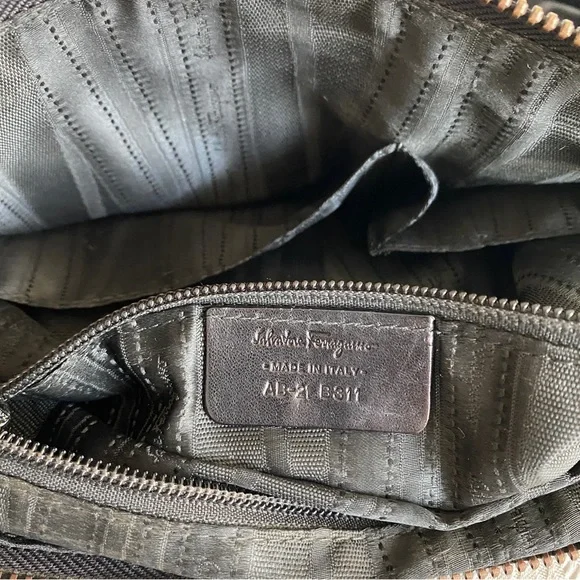 Salvatore Ferragamo
• MADE IN ITALY •
AB-21 B311